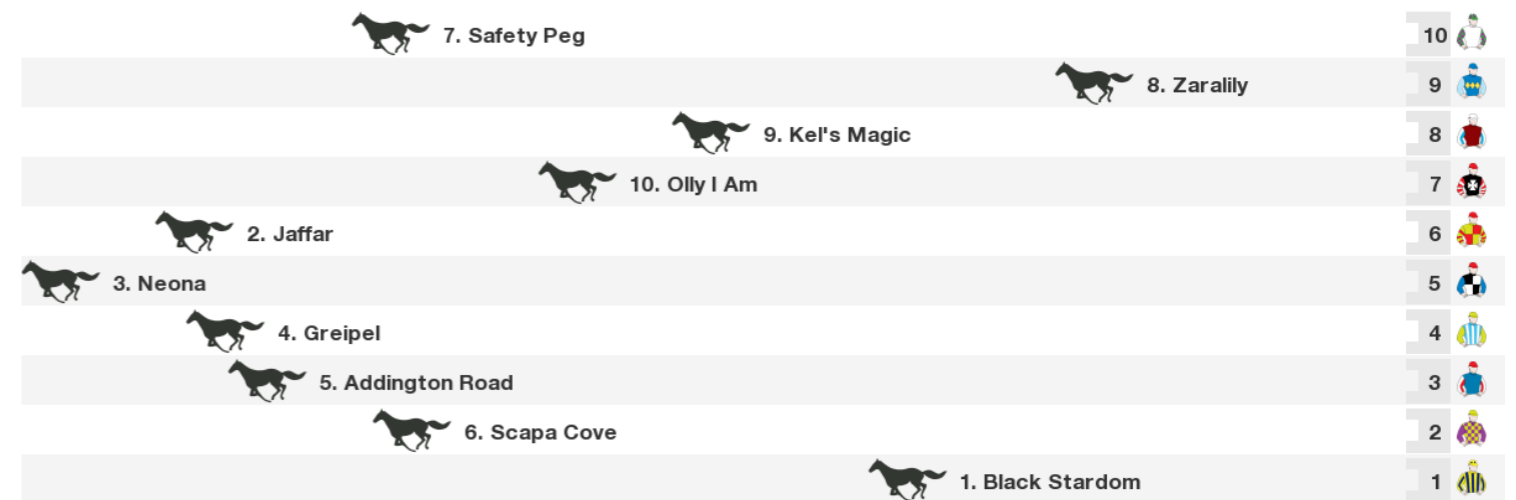 7. Safety Peg 10
8. Zaralily 9
9. Kel's Magic 8
10. Olly I Am 7
2. Jaffar 6
3. Neona 5
4. Greipel 4
5. Addington Road 3
6. Scapa Cove 2
1. Black Stardom 1